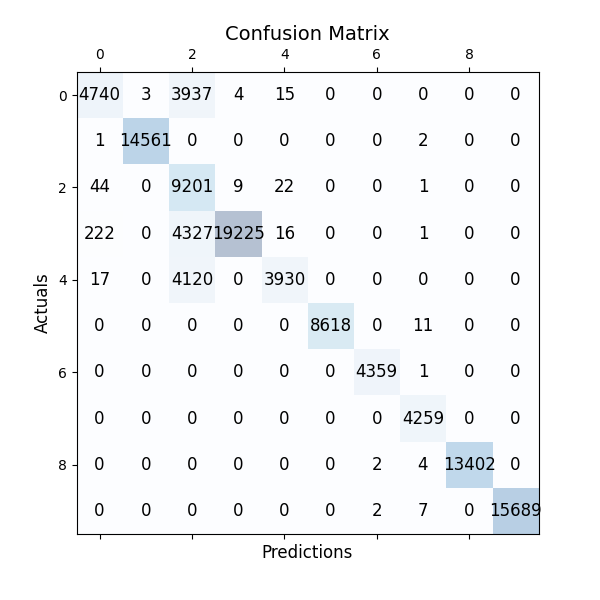 Confusion Matrix
0 2 4 6 8
0 4740 3 3937 4 15 0 0 0 0 0
1 14561 0 0 0 0 0 2 0 0
2 44 0 9201 9 22 0 0 1 0 0
222 0 4327 19225 16 0 0 1 0 0
4 17 0 4120 0 3930 0 0 0 0 0
Actuals
0 0 0 0 0 8618 0 11 0 0
6 0 0 0 0 0 0 4359 1 0 0
0 0 0 0 0 0 0 4259 0 0
8 0 0 0 0 0 0 2 4 13402 0
0 0 0 0 0 0 2 7 0 15689
Predictions